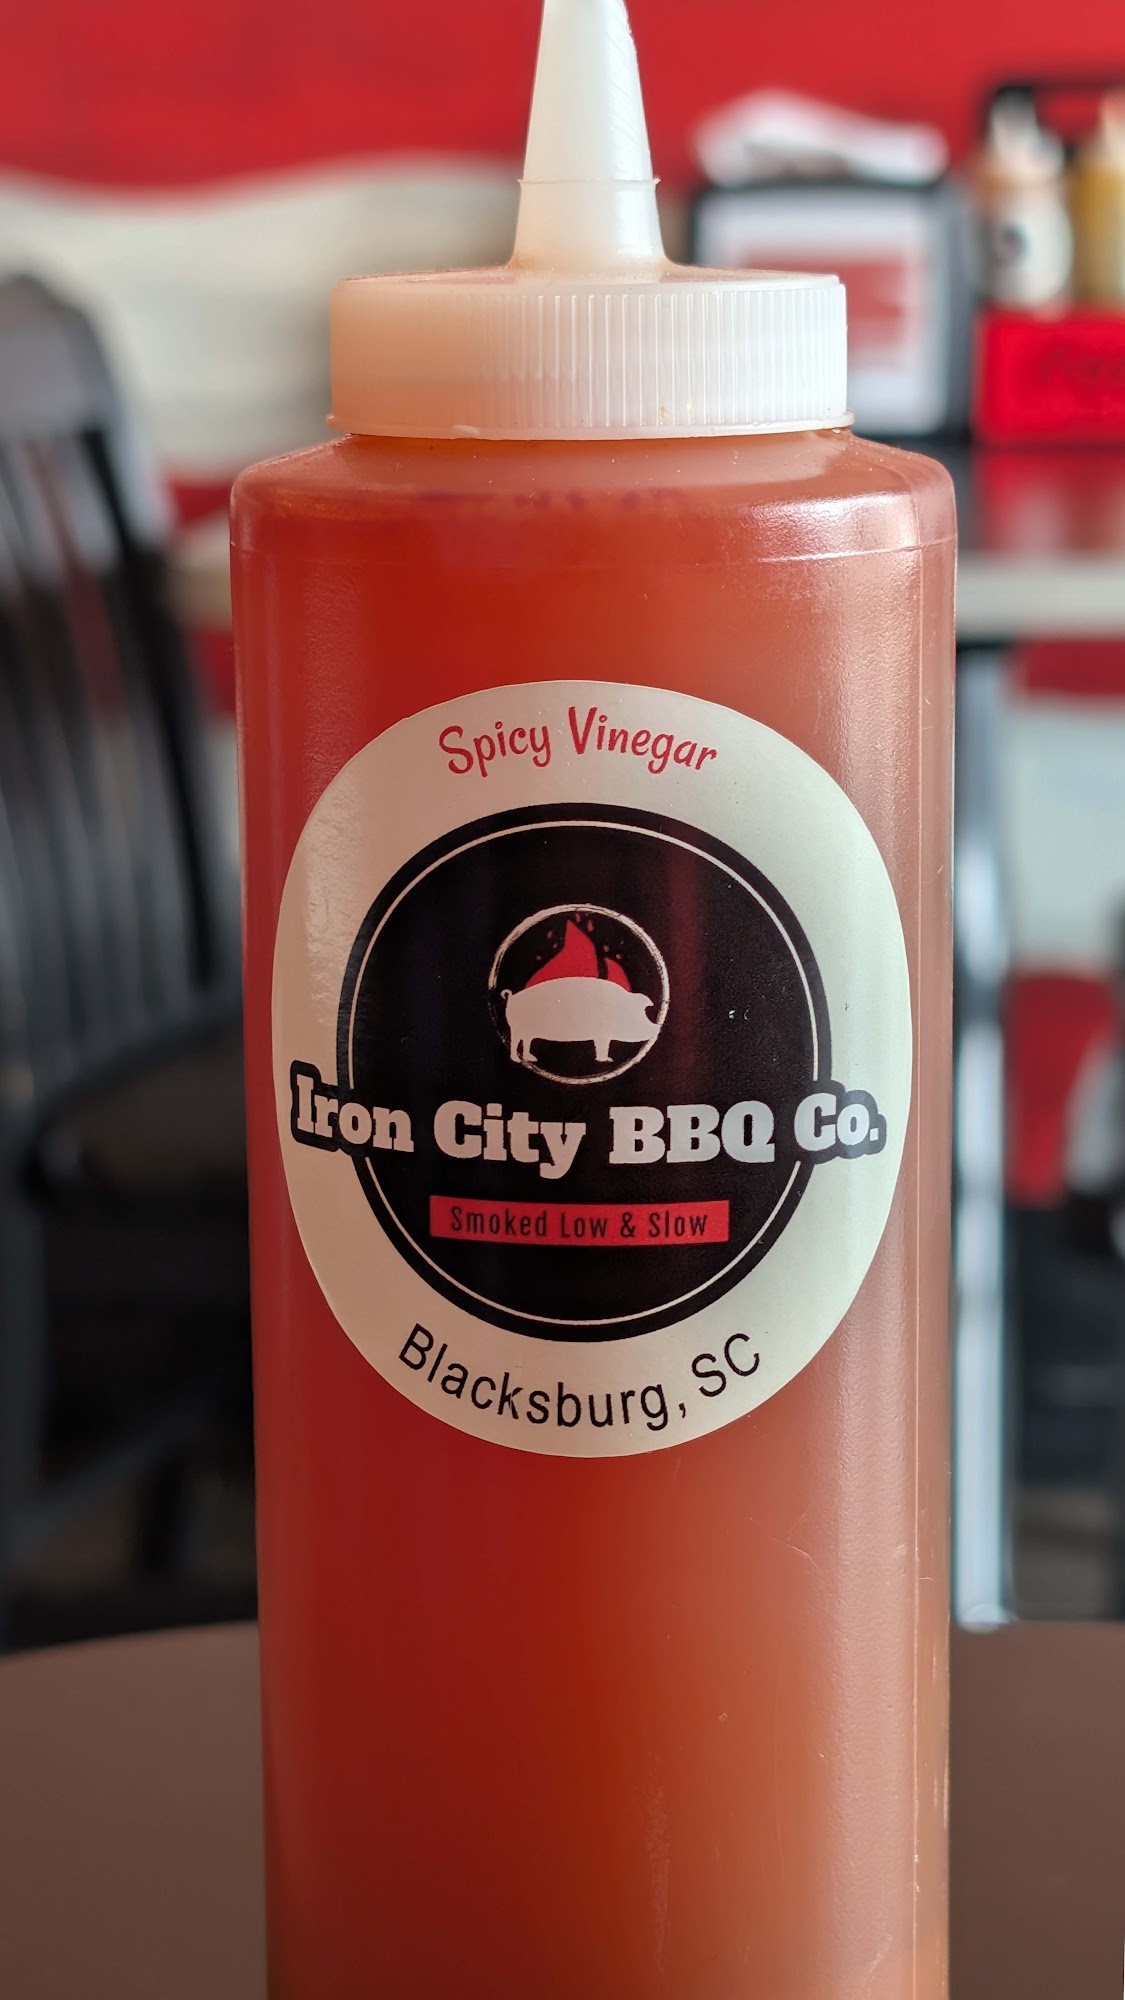 Spicy Vinegar
Iron City BBQ Co.
Smoked Low & Slow
Blacksburg, SC